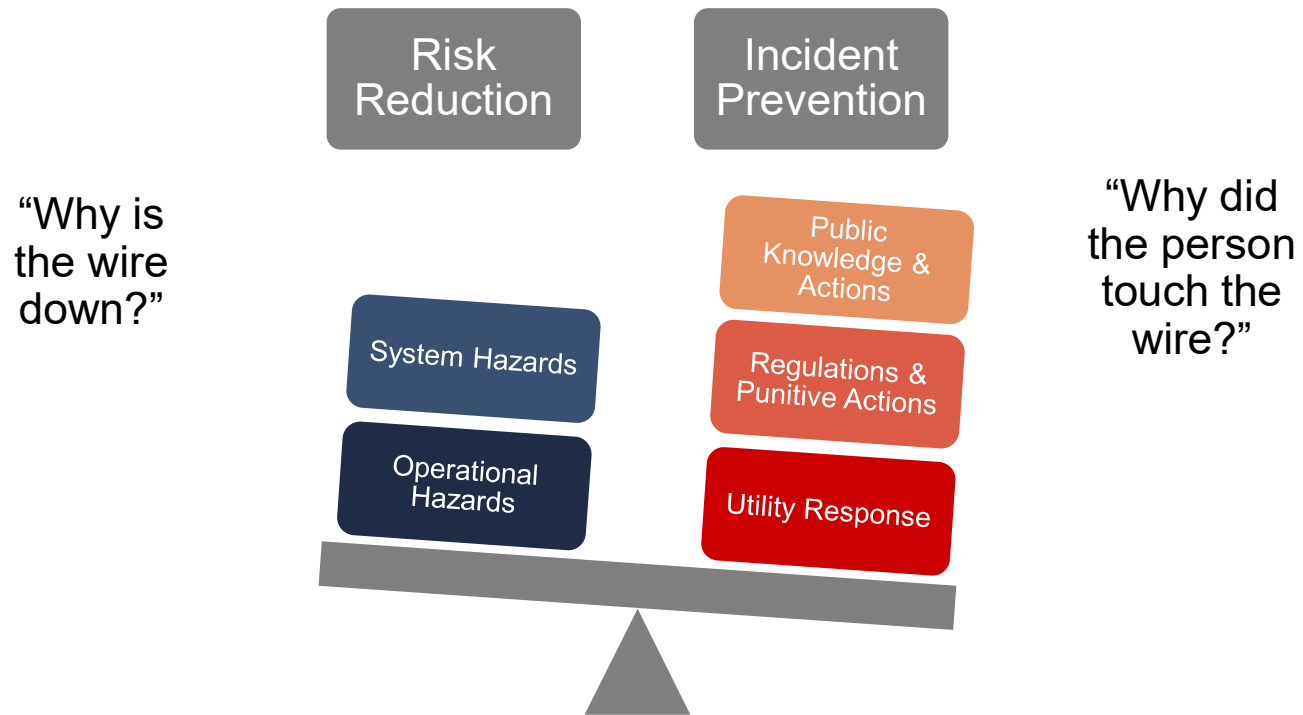 Risk
Reduction
Incident
Prevention
“Why is
the wire
down?”
“Why did
the person
touch the
wire?”
System Hazards
Operational
Hazards
Public
Knowledge &
Actions
Regulations &
Punitive Actions
Utility Response